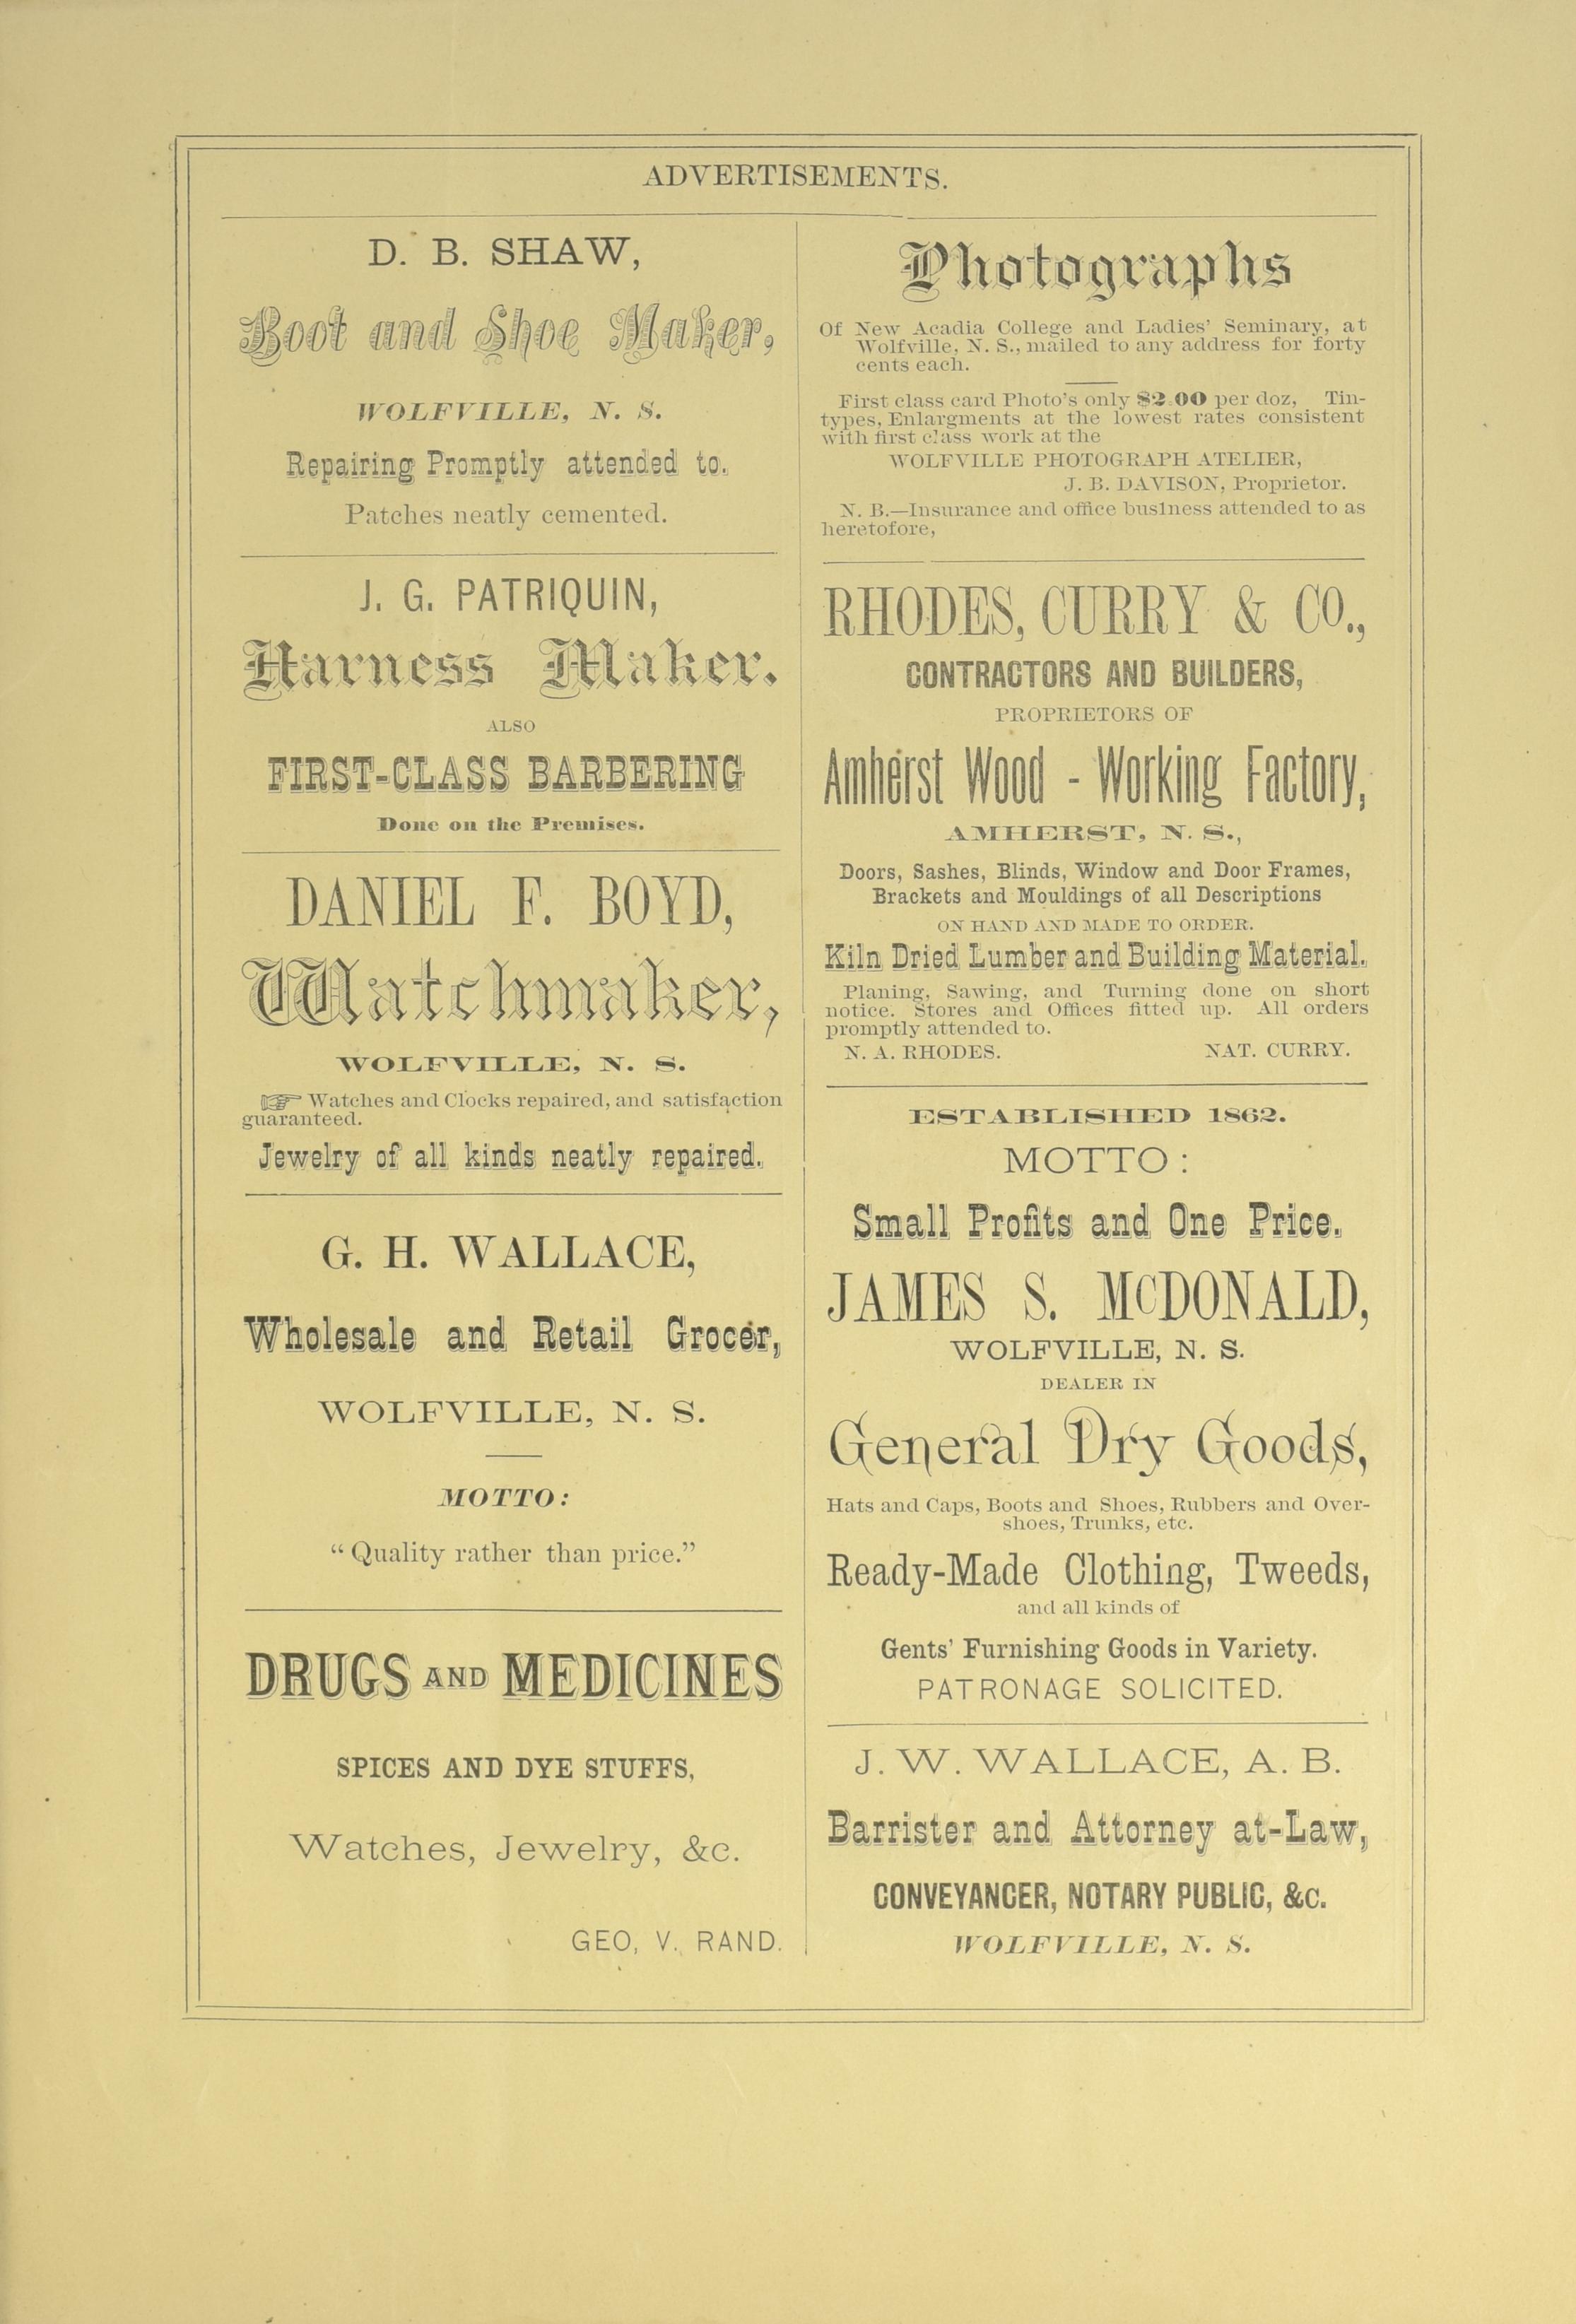 ADVERTISEMENTS.
D. B. SHAW,
Boot and Shoe Maker,
WOLFVILLE, N. S.
Repairing Promptly attended to.
Patches neatly cemented.
J. G. PATRIQUIN,
Harness Maker.
ALSO
FIRST-CLASS BARBERING
Done on the Premises.
DANIEL F. BOYD,
Watchmaker,
WOLFVILLE, N. S.
☞ Watches and Clocks repaired, and satisfaction
guaranteed.
Jewelry of all kinds neatly repaired.
G. H. WALLACE,
Wholesale and Retail Grocer,
WOLFVILLE, N. S.
MOTTO:
“Quality rather than price.”
DRUGS AND MEDICINES
SPICES AND DYE STUFFS,
Watches, Jewelry, &c.
GEO, V. RAND.
Photographs
Of New Acadia College and Ladies’ Seminary, at
Wolfville, N. S., mailed to any address for forty
cents each.
First class card Photo’s only $2.00 per doz, Tin-
types, Enlargments at the lowest rates consistent
with first class work at the
WOLFVILLE PHOTOGRAPH ATELIER,
J. B. DAVISON, Proprietor.
N. B.—Insurance and office business attended to as
heretofore,
RHODES, CURRY & CO.,
CONTRACTORS AND BUILDERS,
PROPRIETORS OF
Amherst Wood - Working Factory,
AMHERST, N. S.,
Doors, Sashes, Blinds, Window and Door Frames,
Brackets and Mouldings of all Descriptions
ON HAND AND MADE TO ORDER.
Kiln Dried Lumber and Building Material.
Planing, Sawing, and Turning done on short
notice. Stores and Offices fitted up. All orders
promptly attended to.
N. A. RHODES. NAT. CURRY.
ESTABLISHED 1862.
MOTTO:
Small Profits and One Price.
JAMES S. McDONALD,
WOLFVILLE, N. S.
DEALER IN
General Dry Goods,
Hats and Caps, Boots and Shoes, Rubbers and Over-
shoes, Trunks, etc.
Ready-Made Clothing, Tweeds,
and all kinds of
Gents’ Furnishing Goods in Variety.
PATRONAGE SOLICITED.
J. W. WALLACE, A. B.
Barrister and Attorney at-Law,
CONVEYANCER, NOTARY PUBLIC, &C.
WOLFVILLE, N. S.